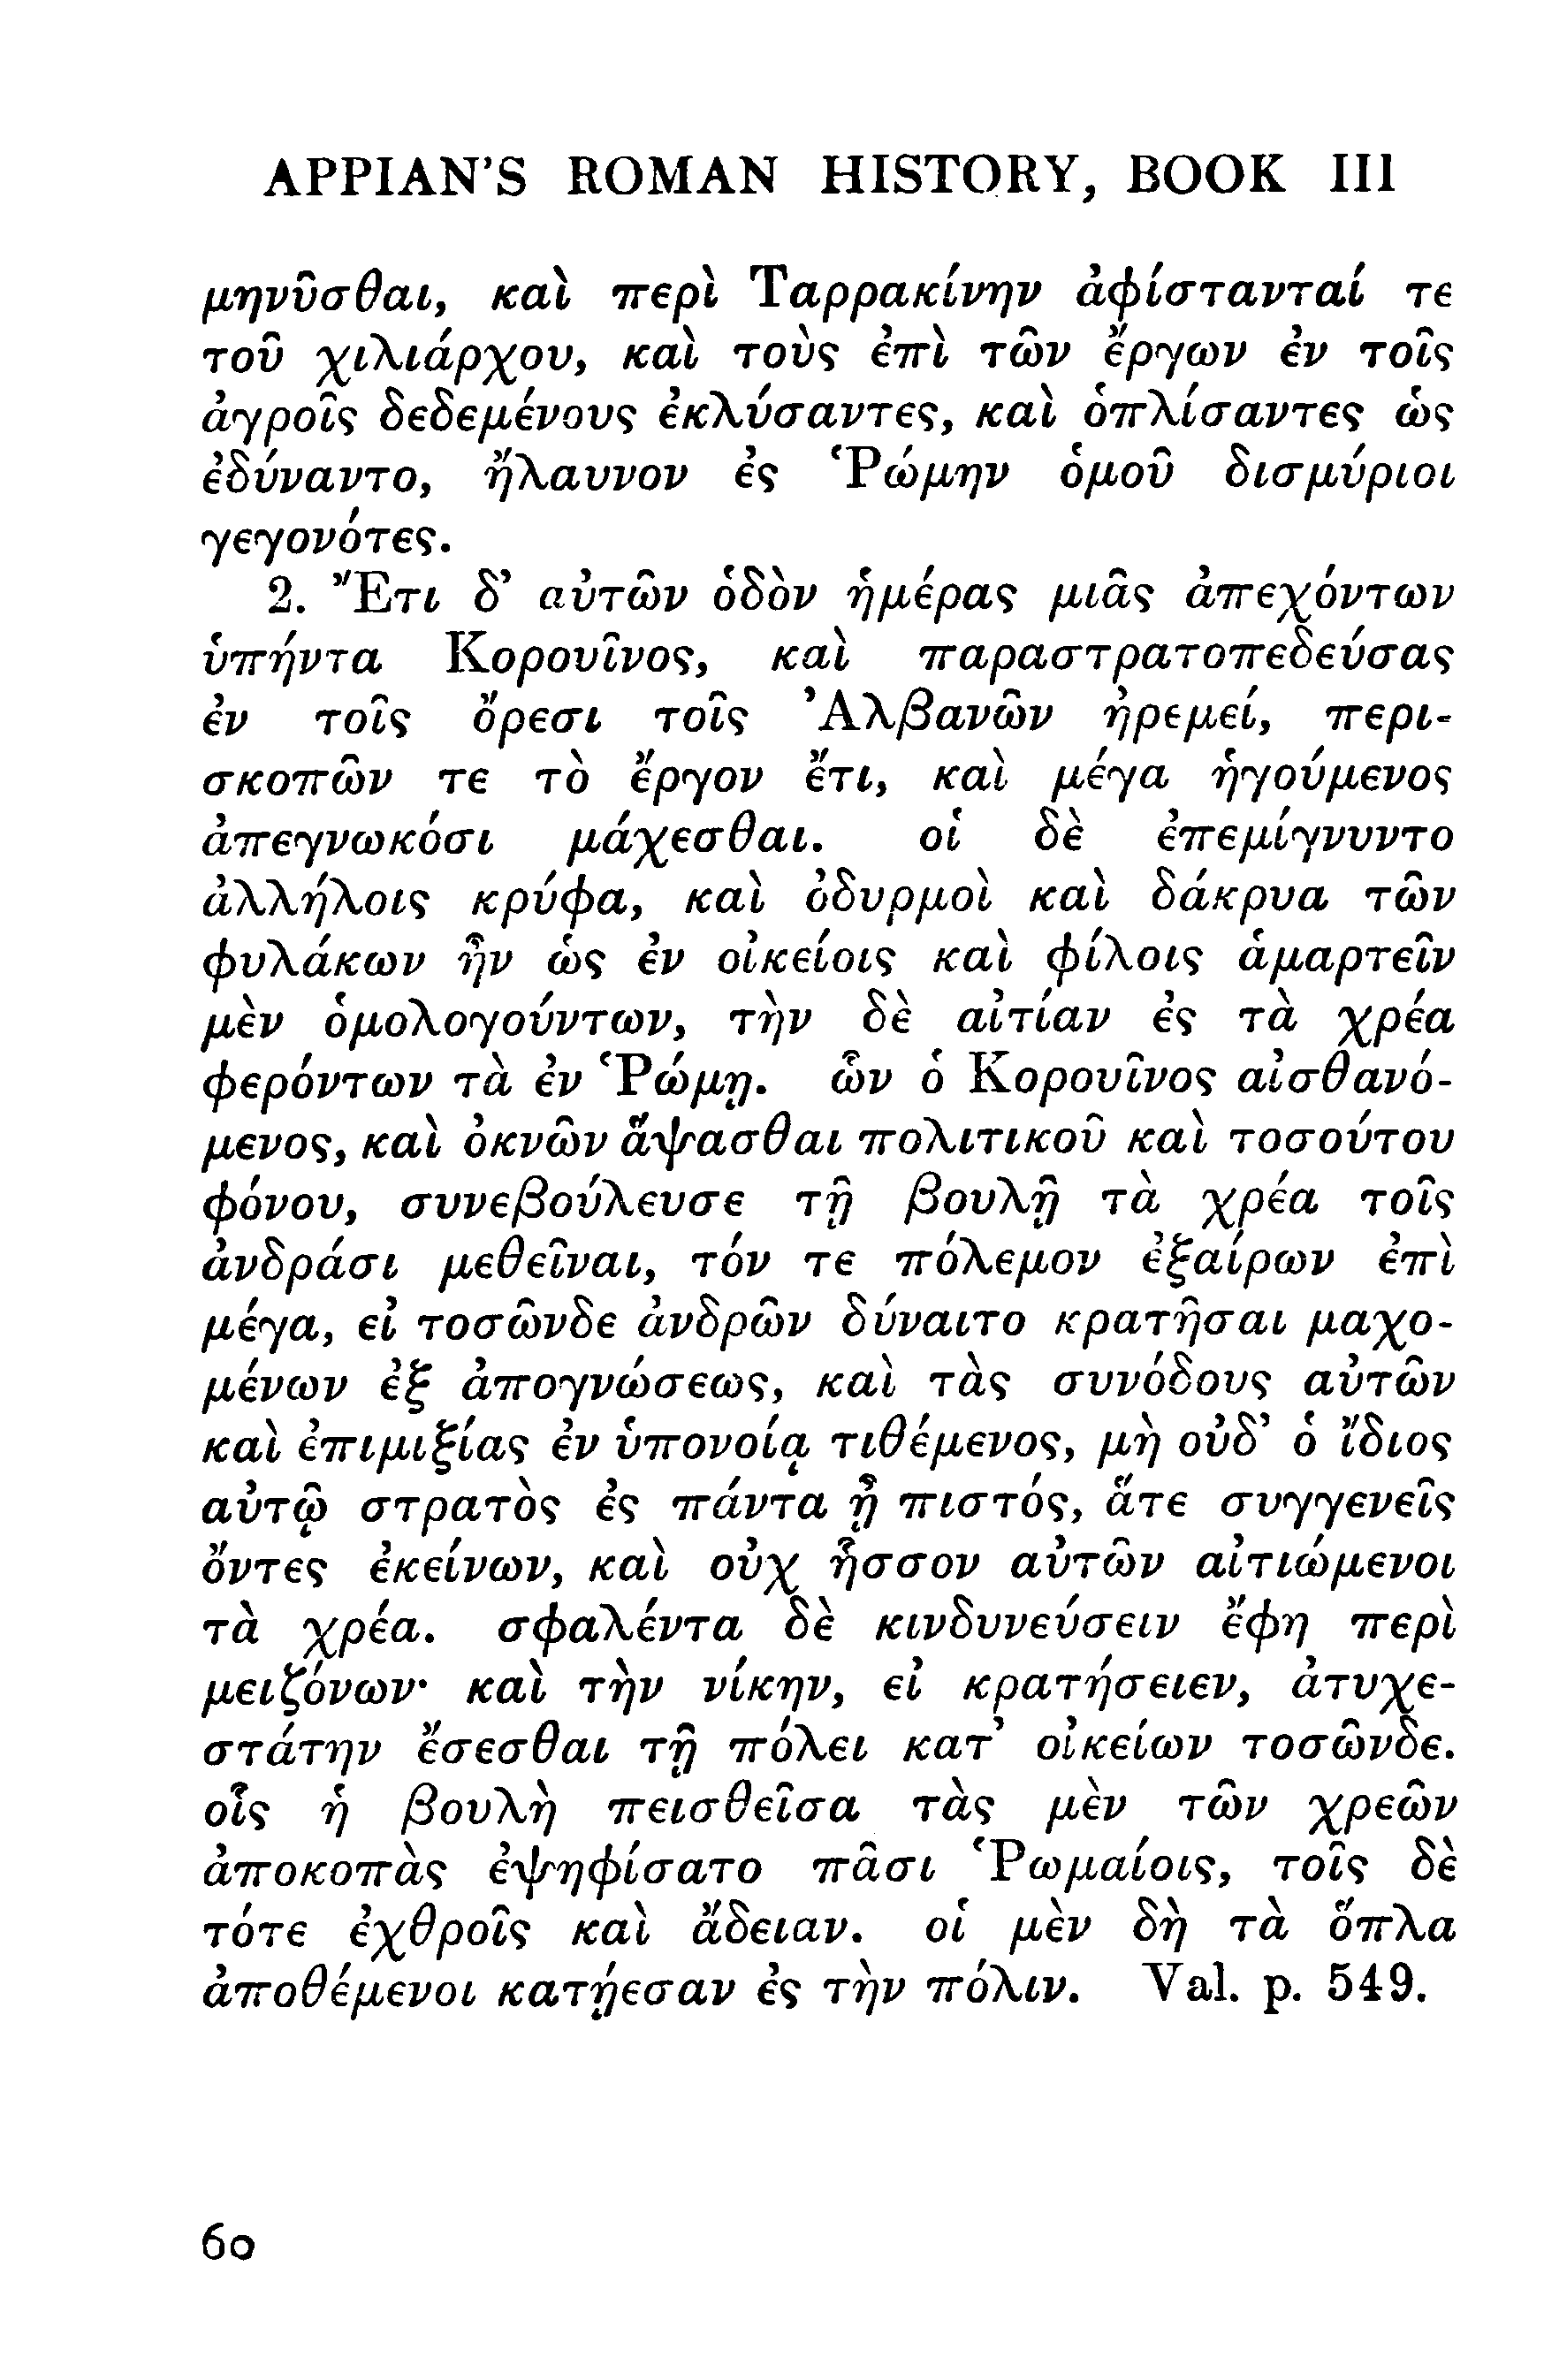 APPIAN'S ROMAN HISTORY, BOOK III
μηνῦσθαι, καὶ περὶ Ταρρακίνην ἀφίστανταί τε
τοῦ χιλιάρχου, καὶ τοὺς ἐπὶ τῶν ἔργων ἐν τοῖς
ἀγροῖς δεδεμένους ἐκλύσαντες, καὶ ὁπλίσαντες ὡς
ἐδύναντο, ἤλαυνον ἐς Ῥώμην ὁμοῦ δισμύριοι
γεγονότες.
2. Ἔτι δ' αὐτῶν ὁδὸν ἡμέρας μιᾶς ἀπεχόντων
ὑπήντα Κορουῖνος, καὶ παραστρατοπεδεύσας
ἐν τοῖς ὄρεσι τοῖς Ἀλβανῶν ἠρεμεί, περι-
σκοπῶν τε τὸ ἔργον ἔτι, καὶ μέγα ἡγούμενος
ἀπεγνωκόσι μάχεσθαι. οἱ δὲ ἐπεμίγνυντο
ἀλλήλοις κρύφα, καὶ ὀδυρμοὶ καὶ δάκρυα τῶν
φυλάκων ἦν ὡς ἐν οἰκείοις καὶ φίλοις ἁμαρτεῖν
μὲν ὁμολογούντων, τὴν δὲ αἰτίαν ἐς τὰ χρέα
φερόντων τὰ ἐν Ῥώμῃ. ὧν ὁ Κορουῖνος αἰσθανό-
μενος, καὶ ὀκνῶν ἅψασθαι πολιτικοῦ καὶ τοσούτου
φόνου, συνεβούλευσε τῇ βουλῇ τὰ χρέα τοῖς
ἀνδράσι μεθεῖναι, τόν τε πόλεμον ἐξαίρων ἐπὶ
μέγα, εἰ τοσῶνδε ἀνδρῶν δύναιτο κρατῆσαι μαχο-
μένων ἐξ ἀπογνώσεως, καὶ τὰς συνόδους αὐτῶν
καὶ ἐπιμιξίας ἐν ὑπονοίᾳ τιθέμενος, μὴ οὐδ' ὁ ἴδιος
αὐτῷ στρατὸς ἐς πάντα ᾖ πιστός, ἅτε συγγενεῖς
ὄντες ἐκείνων, καὶ οὐχ ἧσσον αὐτῶν αἰτιώμενοι
τὰ χρέα. σφαλέντα δὲ κινδυνεύσειν ἔφη περὶ
μειζόνων· καὶ τὴν νίκην, εἰ κρατήσειεν, ἀτυχε-
στάτην ἔσεσθαι τῇ πόλει κατ' οἰκείων τοσῶνδε.
οἷς ἡ βουλὴ πεισθεῖσα τὰς μὲν τῶν χρεῶν
ἀποκοπὰς ἐψηφίσατο πᾶσι Ῥωμαίοις, τοῖς δὲ
τότε ἐχθροῖς καὶ ἄδειαν. οἱ μὲν δὴ τὰ ὅπλα
ἀποθέμενοι κατῄεσαν ἐς τὴν πόλιν. Val. p. 549.
60